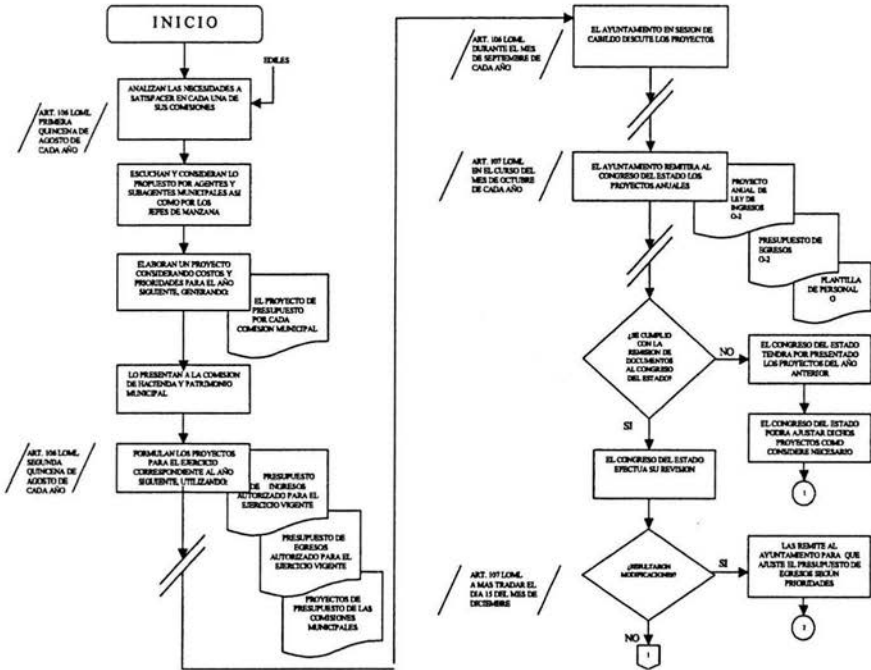 INICIO
EDILES
ANALIZAN LAS NECESIDADES A
SATISFACER EN CADA UNA DE
SUS COMISIONES
ART. 106 LOML
PRIMERA
QUINCENA DE
AGOSTO DE
CADA AÑO
ESCUCHAN Y CONSIDERAN LO
PROPUESTO POR AGENTES Y
SUBAGENTES MUNICIPALES ASI
COMO POR LOS
JEFES DE MANZANA
ELABORAN UN PROYECTO
CONSIDERANDO COSTOS Y
PRIORIDADES PARA EL AÑO
SIGUIENTE, GENERANDO:
EL PROYECTO DE
PRESUPUESTO
POR CADA
COMISION MUNICIPAL
LO PRESENTAN A LA COMISION
DE HACIENDA Y PATRIMONIO
MUNICIPAL
ART. 106 LOML
SEGUNDA
QUINCENA DE
AGOSTO DE
CADA AÑO
FORMULAN LOS PROYECTOS
PARA EL EJERCICIO
CORRESPONDIENTE AL AÑO
SIGUIENTE, UTILIZANDO:
PRESUPUESTO
DE INGRESOS
AUTORIZADO PARA EL
EJERCICIO VIGENTE
PRESUPUESTO DE
EGRESOS
AUTORIZADO PARA EL
EJERCICIO VIGENTE
PROYECTOS DE
PRESUPUESTO DE LAS
COMISIONES
MUNICIPALES
ART. 106 LOML
DURANTE EL MES
DE SEPTIEMBRE DE
CADA AÑO
EL AYUNTAMIENTO EN SESION DE
CABILDO DISCUTE LOS PROYECTOS
ART. 107 LOML
EN EL CURSO DEL
MES DE OCTUBRE
DE CADA AÑO
EL AYUNTAMIENTO REMITIRA AL
CONGRESO DEL ESTADO LOS
PROYECTOS ANUALES
PROYECTO
ANUAL DE
LEY DE
INGRESOS
O-2
PRESUPUESTO DE
EGRESOS
O-2
PLANTILLA
DE PERSONAL
O
¿SE CUMPLIO
CON LA
REMISION DE
DOCUMENTOS
AL CONGRESO
DEL ESTADO?
NO
EL CONGRESO DEL ESTADO
TENDRA POR PRESENTADO
LOS PROYECTOS DEL AÑO
ANTERIOR
EL CONGRESO DEL ESTADO
PODRA AJUSTAR DICHOS
PROYECTOS COMO
CONSIDERE NECESARIO
1
SI
EL CONGRESO DEL ESTADO
EFECTUA SU REVISION
ART. 107 LOML
A MAS TRADAR EL
DIA 15 DEL MES DE
DICIEMBRE
¿RESULTARON
MODIFICACIONES?
SI
LAS REMITE AL
AYUNTAMIENTO PARA QUE
AJUSTE EL PRESUPUESTO DE
EGRESOS SEGÚN
PRIORIDADES
2
NO
1